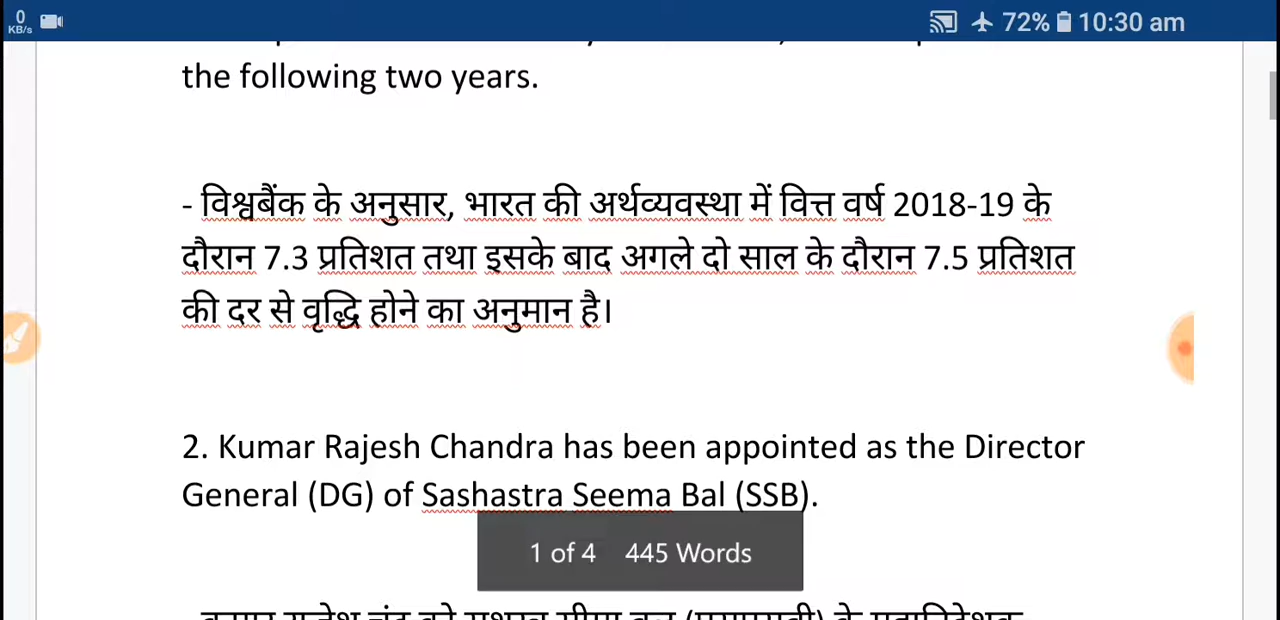 0
KB/s
72% 10:30 am
the following two years.
- विश्वबैंक के अनुसार, भारत की अर्थव्यवस्था में वित्त वर्ष 2018-19 के
दौरान 7.3 प्रतिशत तथा इसके बाद अगले दो साल के दौरान 7.5 प्रतिशत
की दर से वृद्धि होने का अनुमान है।
2. Kumar Rajesh Chandra has been appointed as the Director
General (DG) of Sashastra Seema Bal (SSB).
1 of 4 445 Words